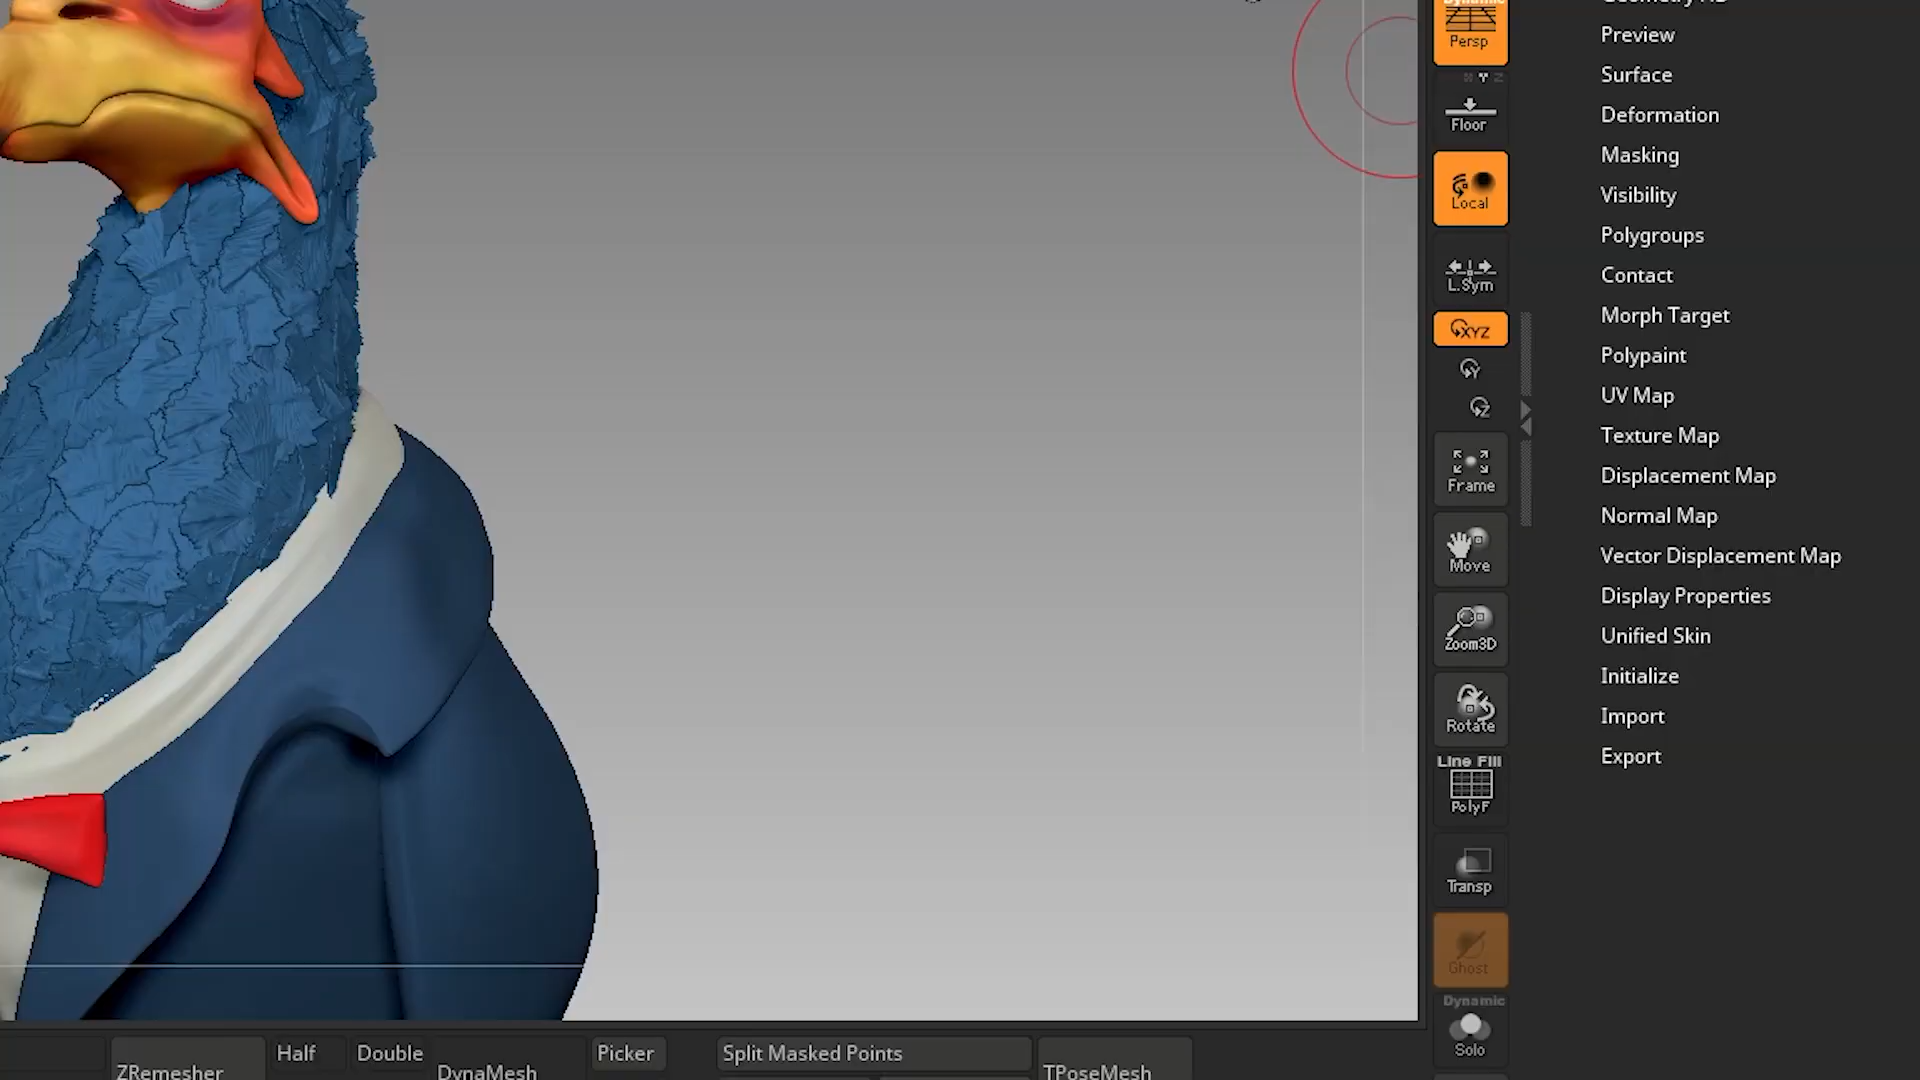 Dynamic
Persp
Floor
Local
L.Sym
XYZ
Y
Z
Frame
Move
Zoom3D
Rotate
Line Fill
PolyF
Transp
Ghost
Dynamic
Solo
Preview
Surface
Deformation
Masking
Visibility
Polygroups
Contact
Morph Target
Polypaint
UV Map
Texture Map
Displacement Map
Normal Map
Vector Displacement Map
Display Properties
Unified Skin
Initialize
Import
Export
ZRemesher
Half
Double
DynaMesh
Picker
Split Masked Points
TPoseMesh